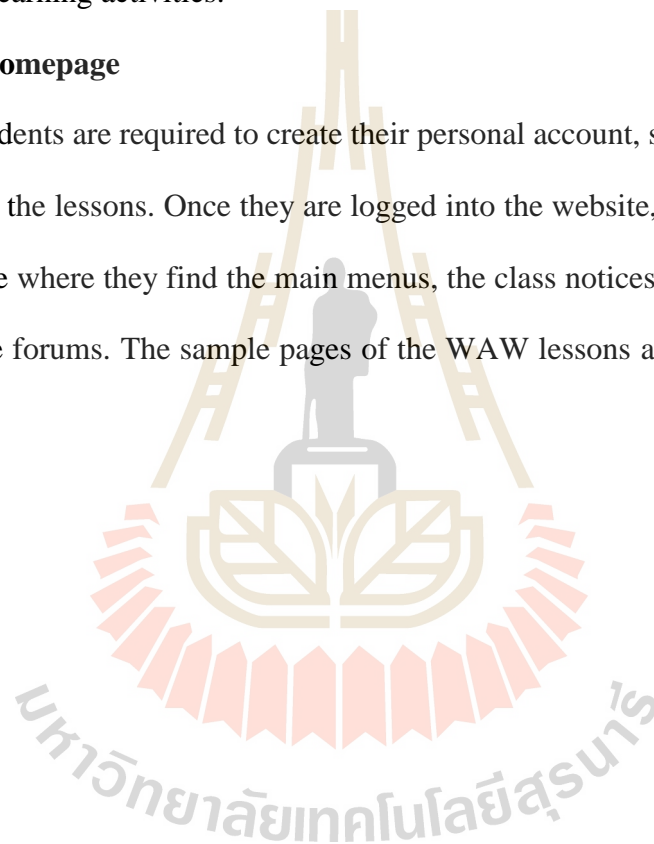 earning activities.
omepage
dents are required to create their personal account, s
the lessons. Once they are logged into the website,
e where they find the main menus, the class notices
e forums. The sample pages of the WAW lessons a
มหาวิทยาลัยเทคโนโลยีสุรนารี